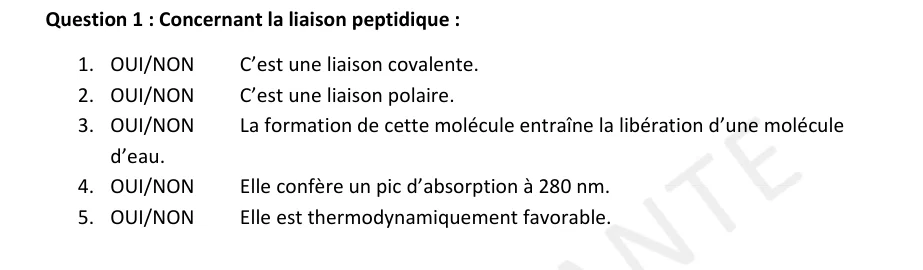 Question 1 : Concernant la liaison peptidique :
1. OUI/NON C’est une liaison covalente.
2. OUI/NON C’est une liaison polaire.
3. OUI/NON La formation de cette molécule entraîne la libération d’une molécule
d’eau.
4. OUI/NON Elle confère un pic d’absorption à 280 nm.
5. OUI/NON Elle est thermodynamiquement favorable.
ANTE